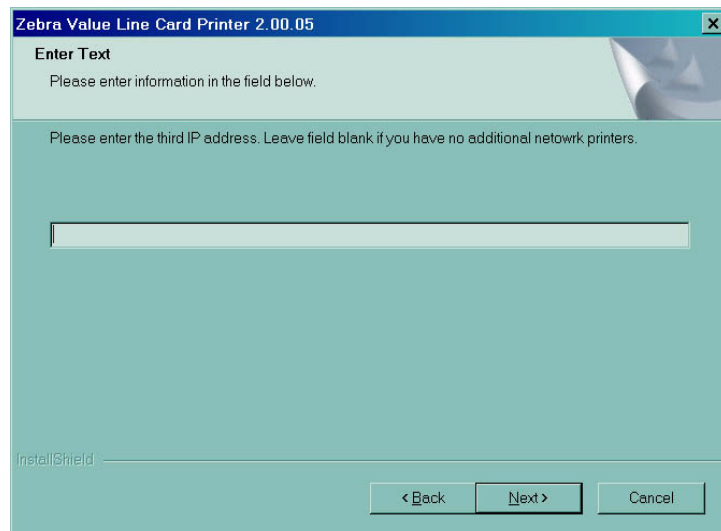 Zebra Value Line Card Printer 2.00.05
Enter Text
Please enter information in the field below.
Please enter the third IP address. Leave field blank if you have no additional netowrk printers.
InstallShield
< Back Next > Cancel